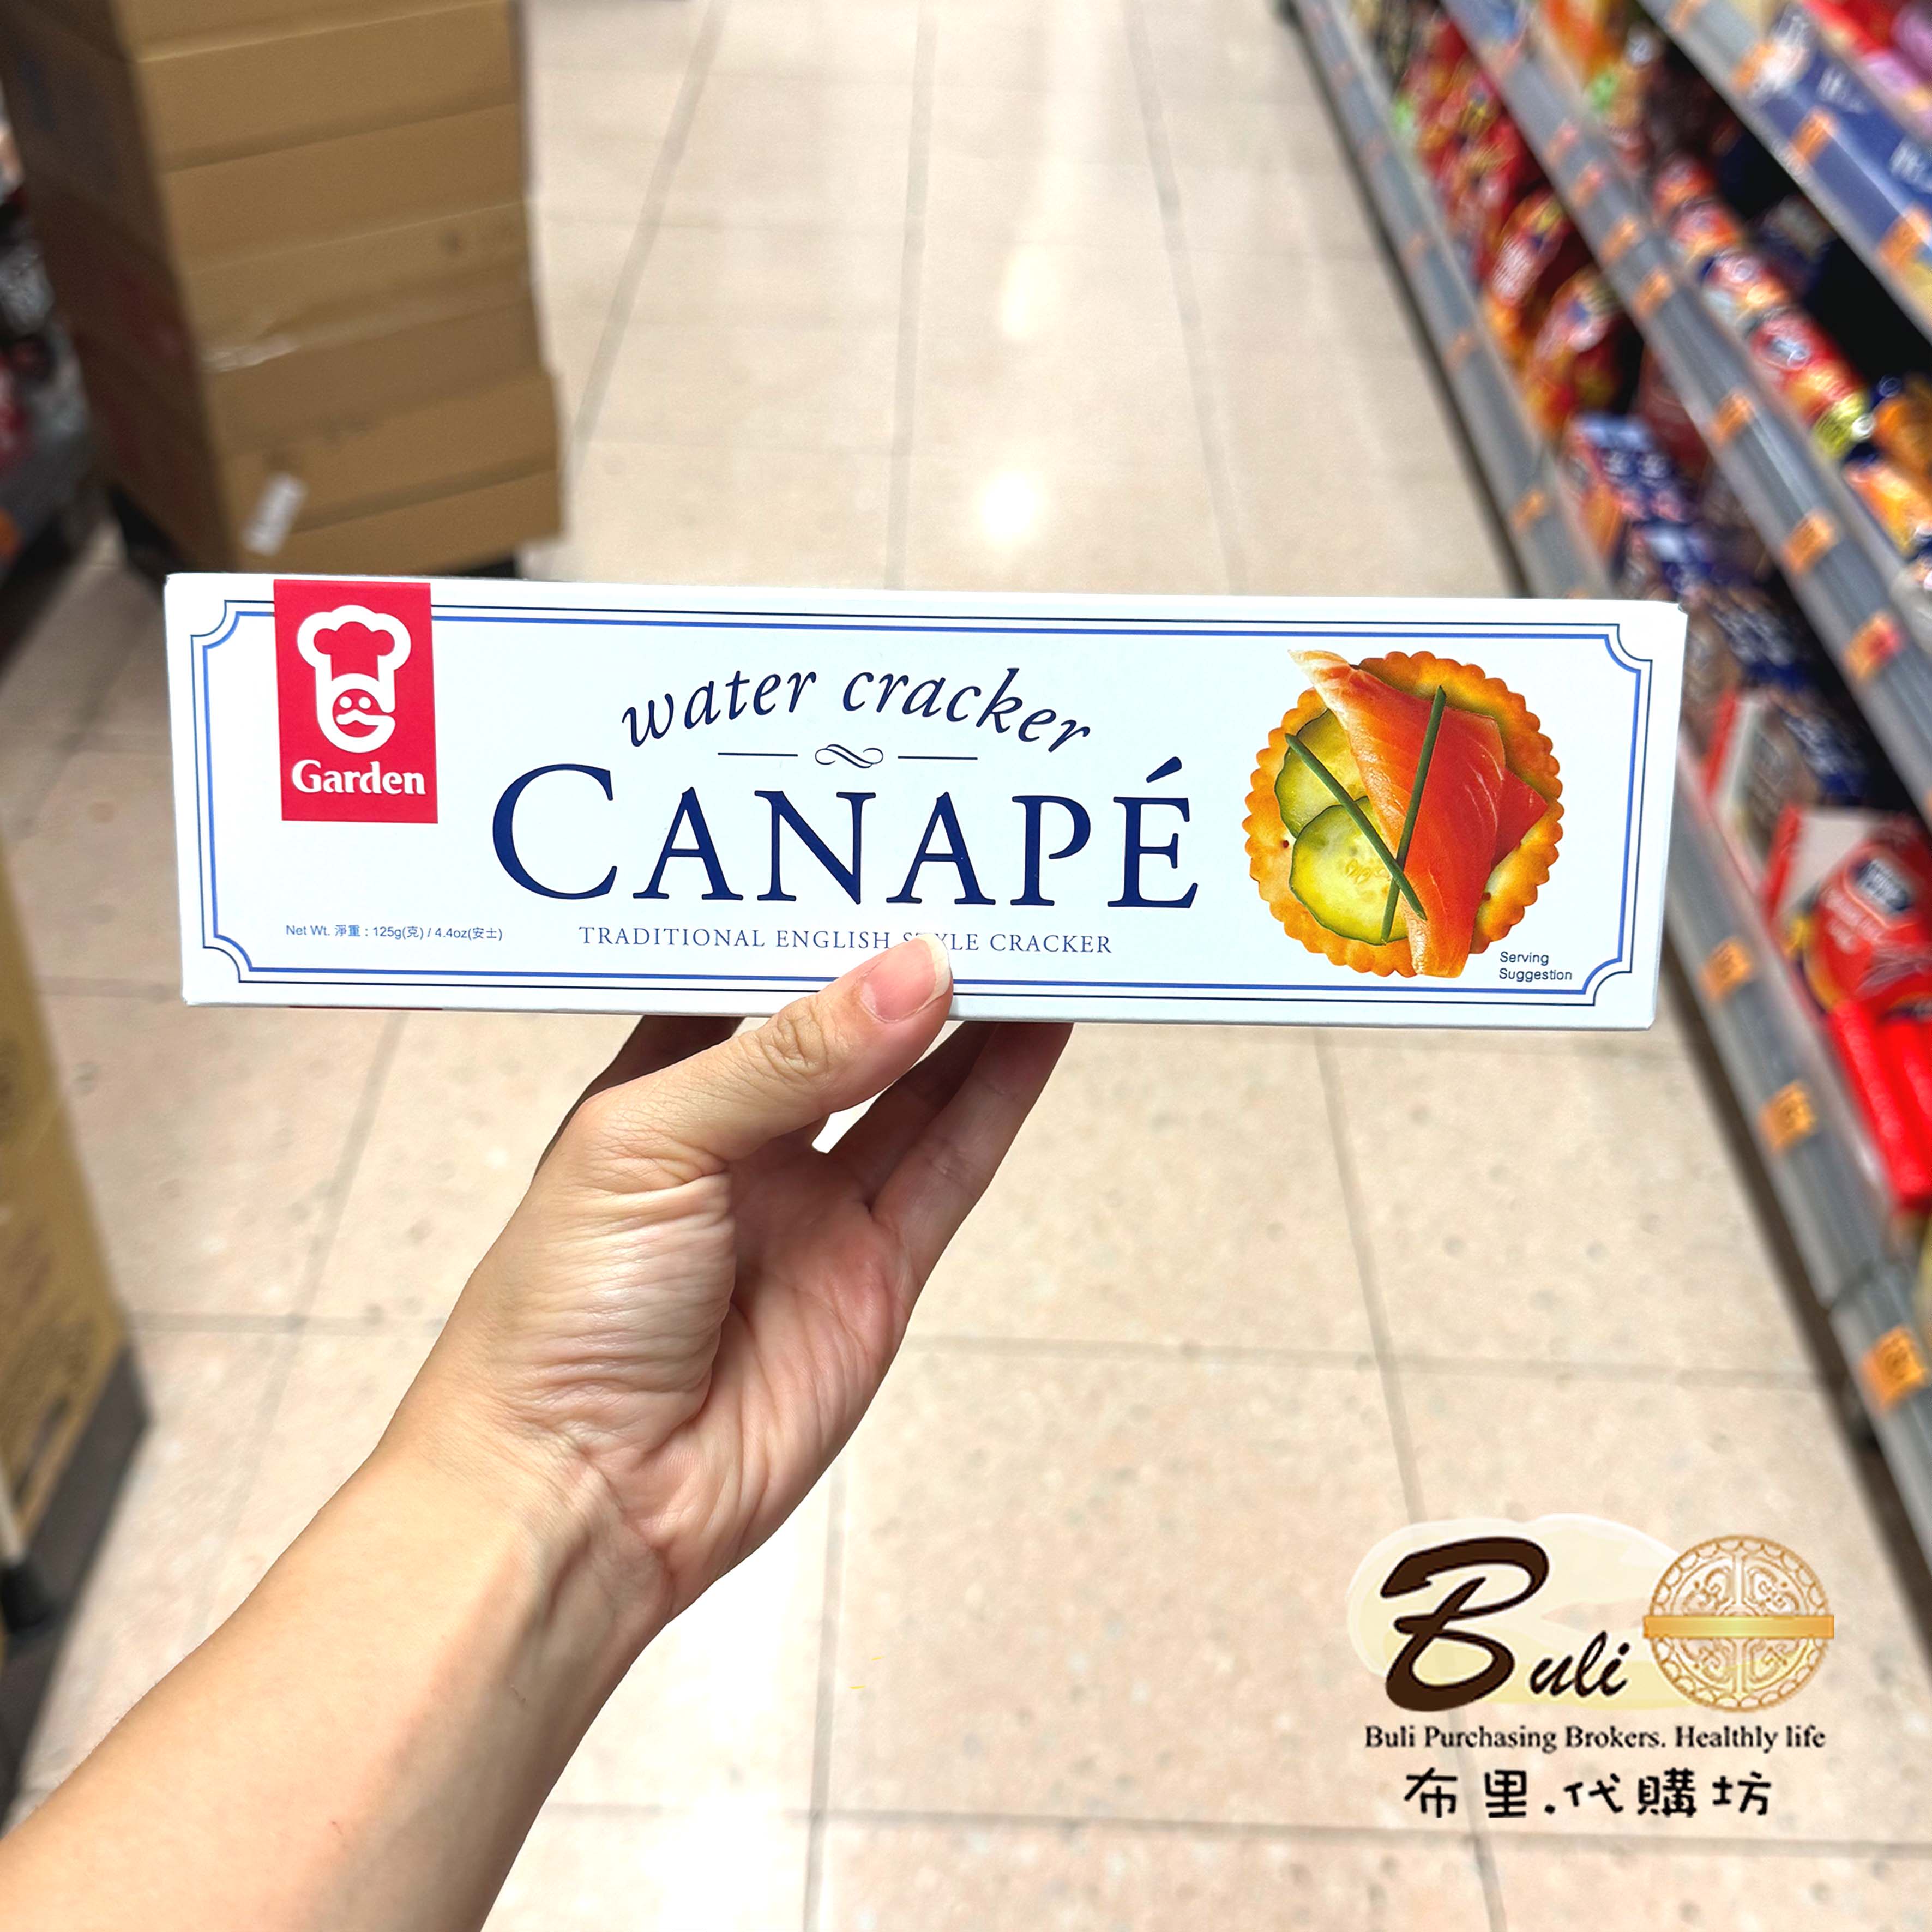 Garden
water cracker
CANAPÉ
TRADITIONAL ENGLISH STYLE CRACKER
Net Wt. 淨重 : 125g(克) / 4.4oz(安士)
Serving
Suggestion
Buli
Buli Purchasing Brokers. Healthly life
布里.代購坊